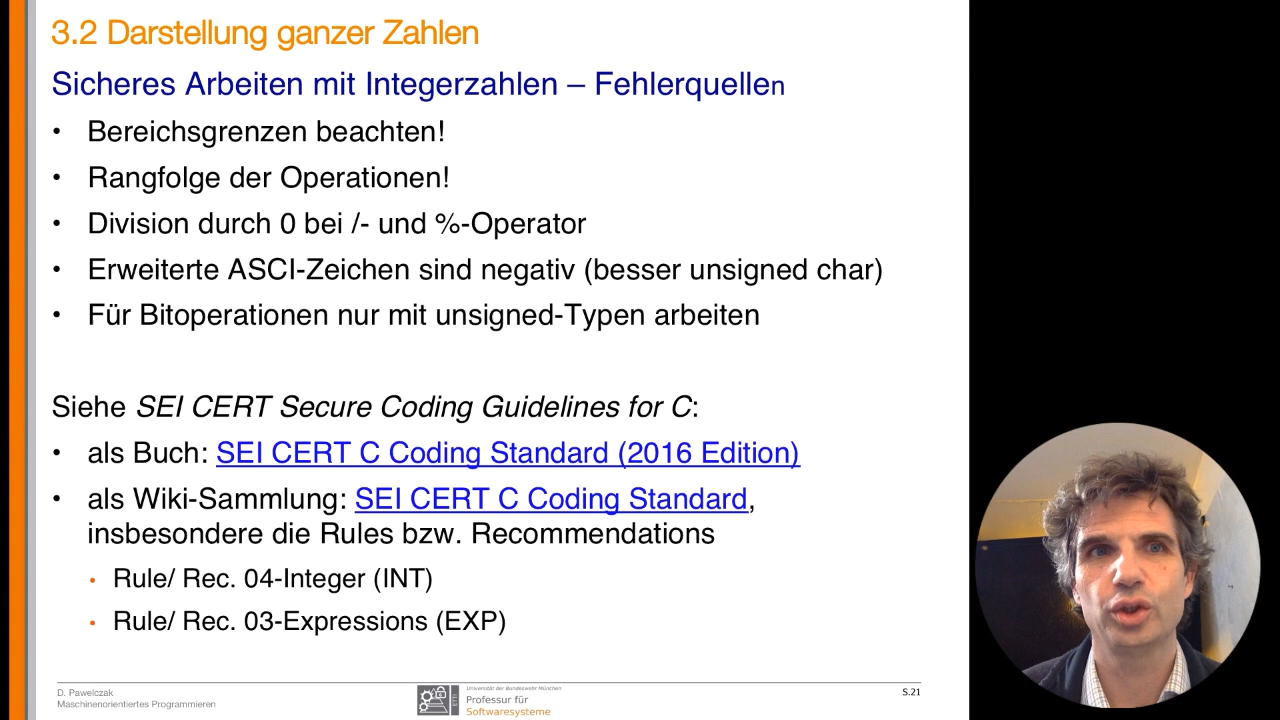 3.2 Darstellung ganzer Zahlen
Sicheres Arbeiten mit Integerzahlen – Fehlerquellen
• Bereichsgrenzen beachten!
• Rangfolge der Operationen!
• Division durch 0 bei /- und %-Operator
• Erweiterte ASCI-Zeichen sind negativ (besser unsigned char)
• Für Bitoperationen nur mit unsigned-Typen arbeiten
Siehe SEI CERT Secure Coding Guidelines for C:
• als Buch: SEI CERT C Coding Standard (2016 Edition)
• als Wiki-Sammlung: SEI CERT C Coding Standard,
insbesondere die Rules bzw. Recommendations
• Rule/ Rec. 04-Integer (INT)
• Rule/ Rec. 03-Expressions (EXP)
D. Pawelczak
Maschinenorientiertes Programmieren
Universität der Bundeswehr München
Professur für
Softwaresysteme
S.21